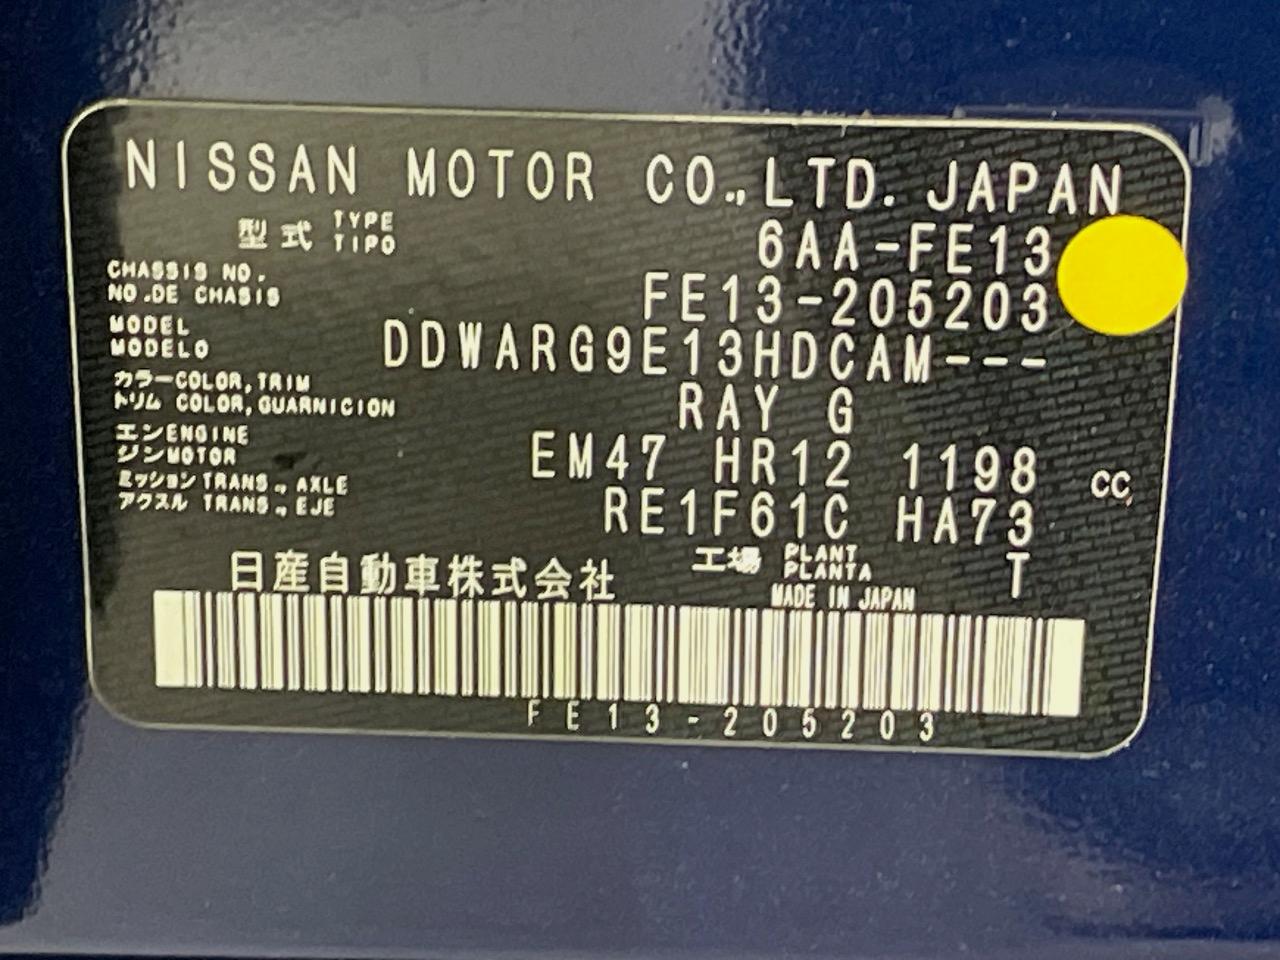 NISSAN MOTOR CO.,LTD. JAPAN
型式 TYPE TIPO 6AA-FE13
CHASSIS NO.
NO.DE CHASIS FE13-205203
MODEL
MODELO DDWARG9E13HDCAM---
カラーCOLOR,TRIM
トリム COLOR,GUARNICION RAY G
エンENGINE
ジンMOTOR EM47 HR12 1198 CC
ミッションTRANS., AXLE
アクスル TRANS., EJE RE1F61C HA73
工場 PLANT PLANTA T
日産自動車株式会社 MADE IN JAPAN
FE13-205203